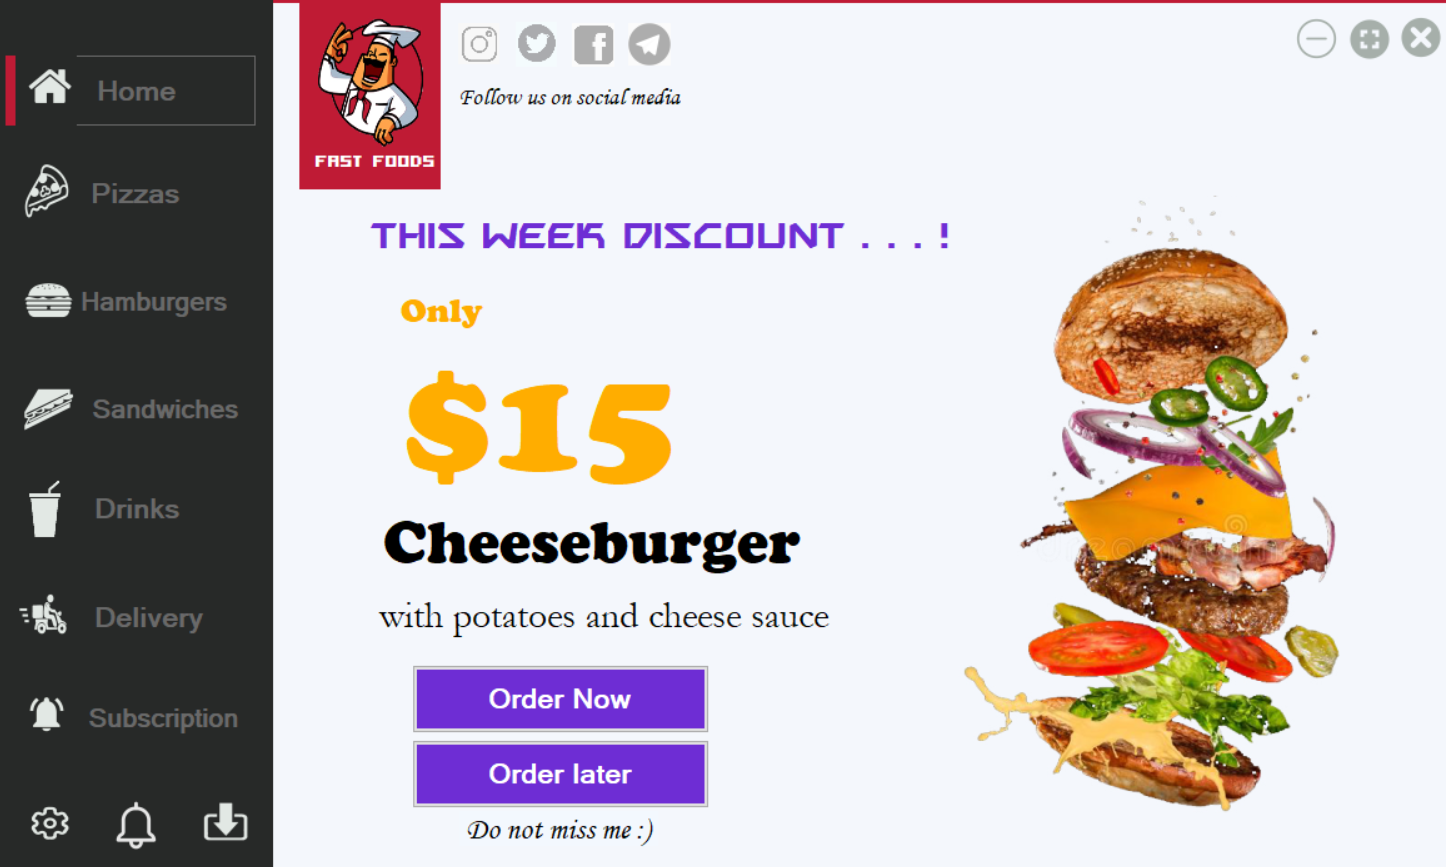 Home
Pizzas
Hamburgers
Sandwiches
Drinks
Delivery
Subscription
FAST FOODS
Follow us on social media
THIS WEEK DISCOUNT . . . !
Only
$15
Cheeseburger
with potatoes and cheese sauce
Order Now
Order later
Do not miss me :)